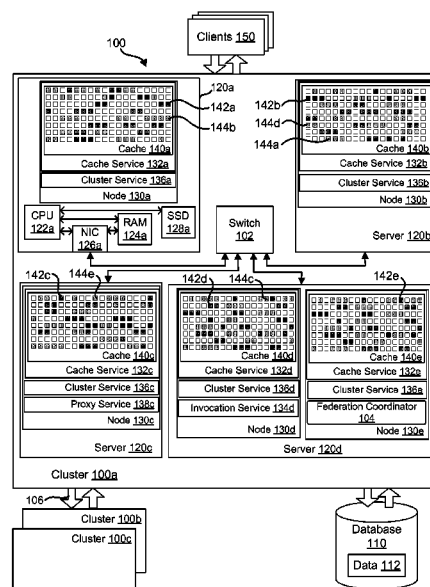 Clients 150
100
120a
142a
144b
Cache 140a
Cache Service 132a
Cluster Service 136a
Node 130a
CPU 122a
RAM 124a
SSD 128a
NIC 126a
142b
144d
144a
Cache 140b
Cache Service 132b
Cluster Service 136b
Node 130b
Server 120b
Switch 102
142c
144e
Cache 140c
Cache Service 132c
Cluster Service 136c
Proxy Service 138c
Node 130c
Server 120c
142d
144c
Cache 140d
Cache Service 132d
Cluster Service 136d
Invocation Service 134d
Node 130d
142e
Cache 140e
Cache Service 132e
Cluster Service 136e
Federation Coordinator
104
Node 130e
Server 120d
Cluster 100a
106
Cluster 100b
Cluster 100c
Database
110
Data 112